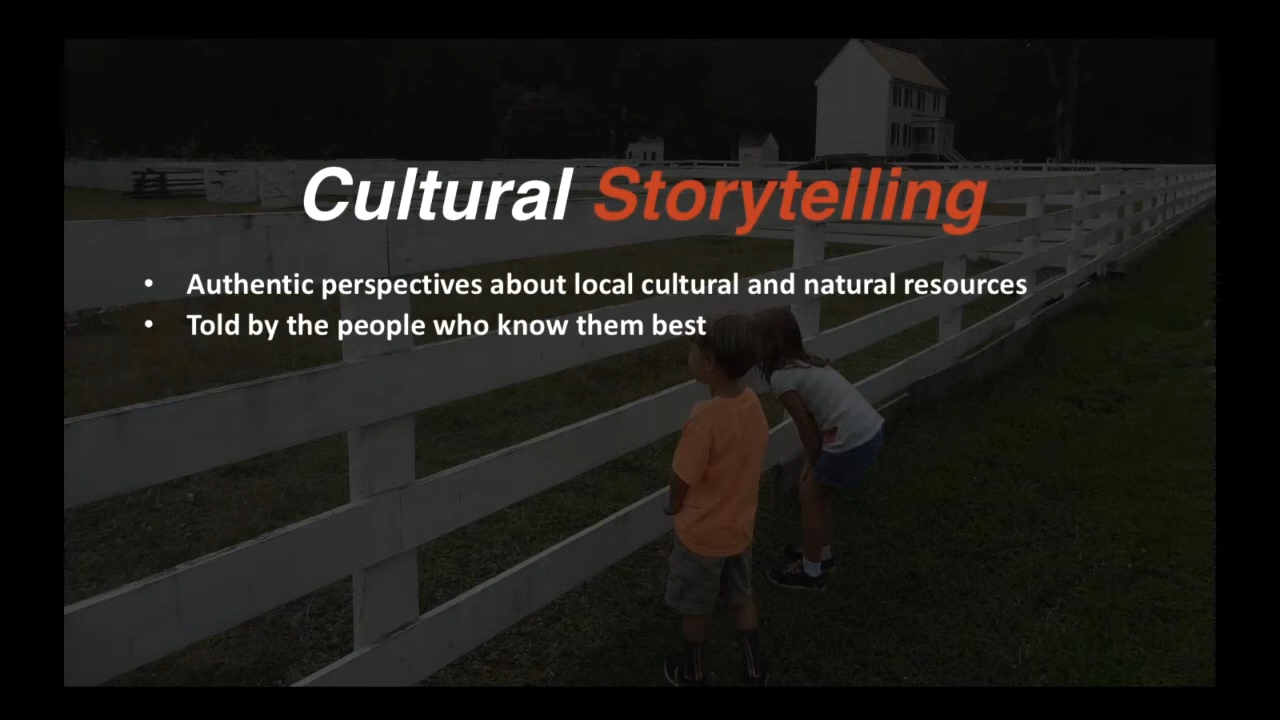 Cultural Storytelling
• Authentic perspectives about local cultural and natural resources
• Told by the people who know them best